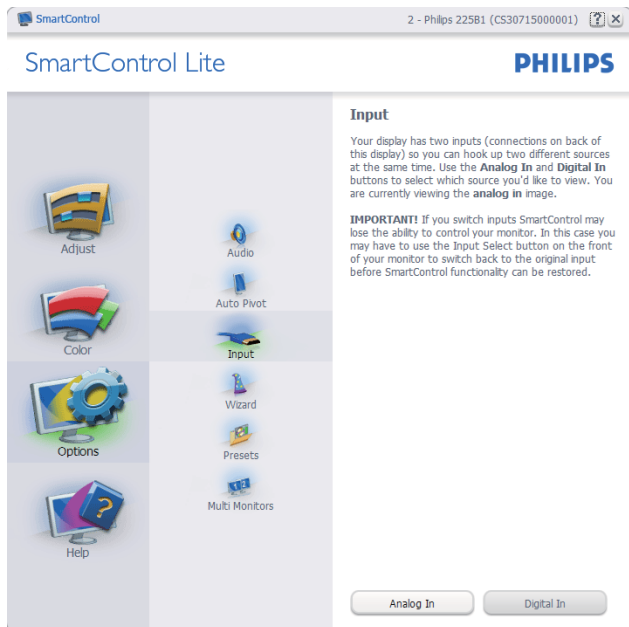 SmartControl
2 - Philips 225B1 (CS30715000001)
?
SmartControl Lite
PHILIPS
Adjust
Color
Options
Help
Audio
Auto Pivot
Input
Wizard
Presets
Multi Monitors
Input
Your display has two inputs (connections on back of
this display) so you can hook up two different sources
at the same time. Use the Analog In and Digital In
buttons to select which source you'd like to view. You
are currently viewing the analog in image.
IMPORTANT! If you switch inputs SmartControl may
lose the ability to control your monitor. In this case you
may have to use the Input Select button on the front
of your monitor to switch back to the original input
before SmartControl functionality can be restored.
Analog In
Digital In